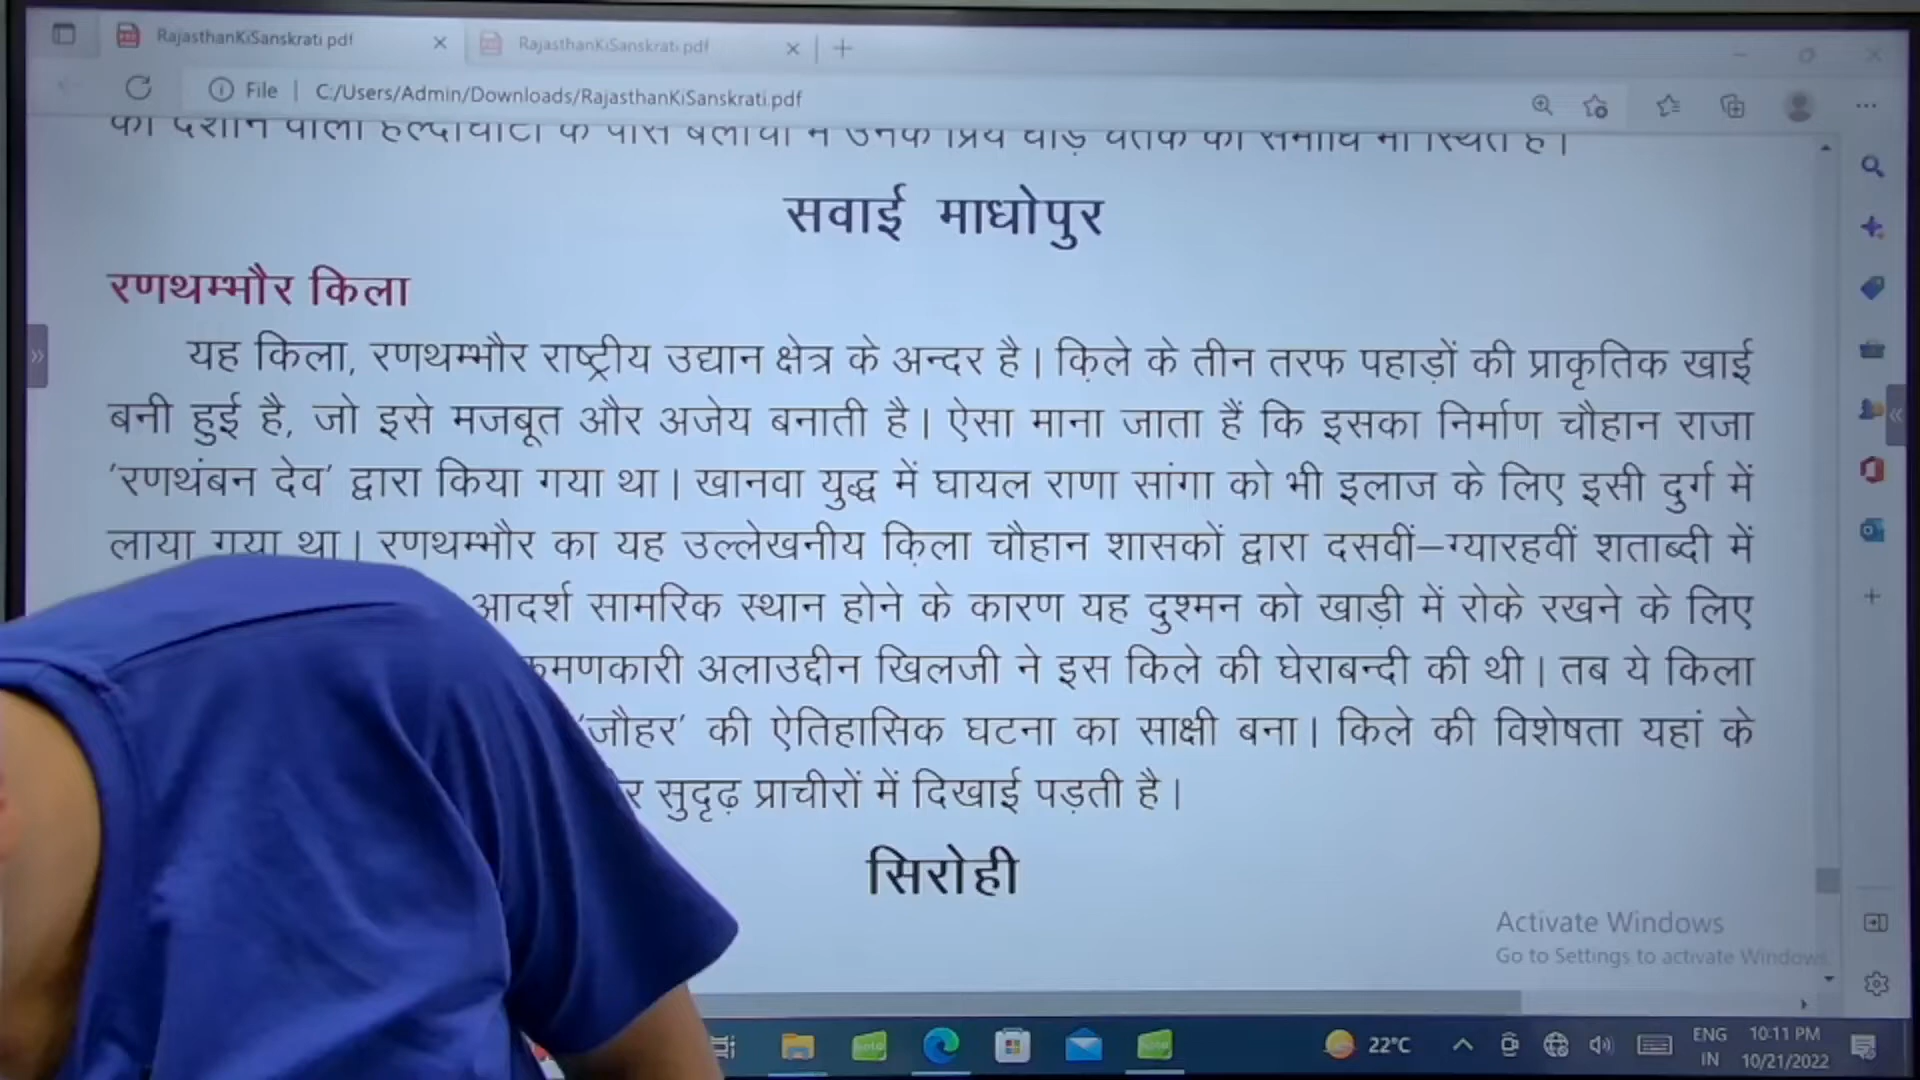 RajasthanKiSanskrati.pdf
RajasthanKiSanskrati.pdf
File | C:/Users/Admin/Downloads/RajasthanKiSanskrati.pdf
सवाई माधोपुर
रणथम्भौर किला
यह किला, रणथम्भौर राष्ट्रीय उद्यान क्षेत्र के अन्दर है। क़िले के तीन तरफ पहाड़ों की प्राकृतिक खाई
बनी हुई है, जो इसे मजबूत और अजेय बनाती है। ऐसा माना जाता हैं कि इसका निर्माण चौहान राजा
'रणथंबन देव' द्वारा किया गया था। खानवा युद्ध में घायल राणा सांगा को भी इलाज के लिए इसी दुर्ग में
लाया गया था। रणथम्भौर का यह उल्लेखनीय क़िला चौहान शासकों द्वारा दसवीं–ग्यारहवीं शताब्दी में
आदर्श सामरिक स्थान होने के कारण यह दुश्मन को खाड़ी में रोके रखने के लिए
अलाउद्दीन खिलजी ने इस किले की घेराबन्दी की थी। तब ये किला
'जौहर' की ऐतिहासिक घटना का साक्षी बना। किले की विशेषता यहां के
सुदृढ़ प्राचीरों में दिखाई पड़ती है।
सिरोही
Activate Windows
Go to Settings to activate Windows.
22°C
ENG 10:11 PM
IN 10/21/2022